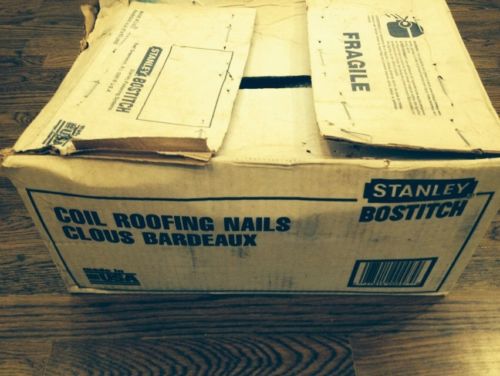 STANLEY
BOSTITCH
FRAGILE
COIL ROOFING NAILS
CLOUS BARDEAUX
STANLEY
BOSTITCH